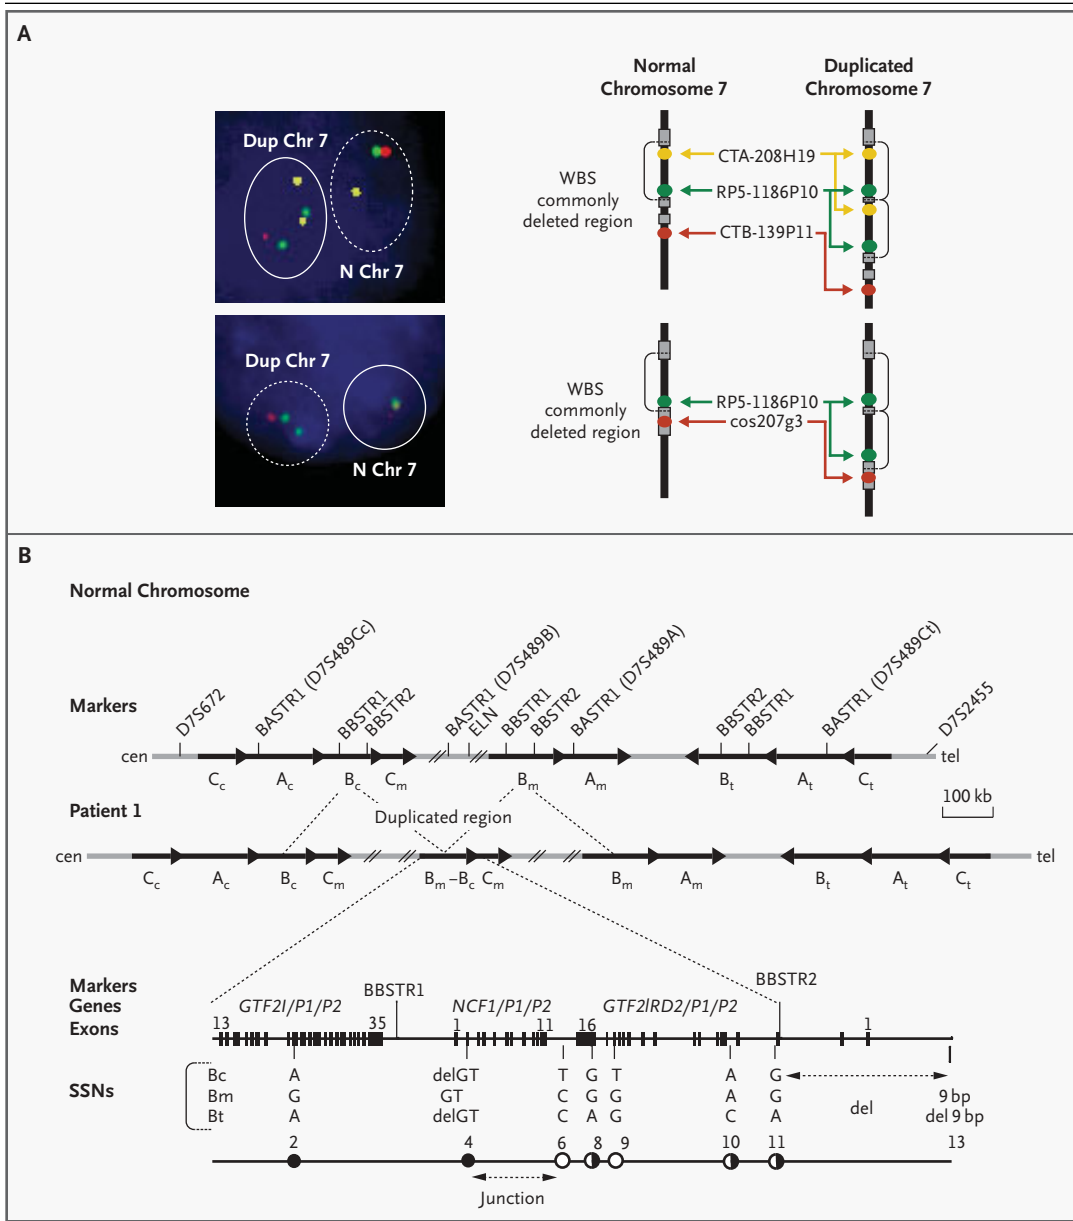 A
Normal
Chromosome 7
Duplicated
Chromosome 7
Dup Chr 7
N Chr 7
WBS
commonly
deleted region
CTA-208H19
RP5-1186P10
CTB-139P11
Dup Chr 7
N Chr 7
WBS
commonly
deleted region
RP5-1186P10
cos207g3
B
Normal Chromosome
Markers
D7S672
BASTR1 (D7S489Cc)
BBSTR1
BBSTR2
BASTR1 (D7S489B)
ELN
BBSTR1
BBSTR2
BASTR1 (D7S489A)
BBSTR2
BBSTR1
BASTR1 (D7S489Ct)
D7S2455
cen tel
Cc Ac Bc Cm Bm Am Bt At Ct
Patient 1
Duplicated region
100 kb
cen tel
Cc Ac Bc Cm Bm–Bc Cm Bm Am Bt At Ct
Markers
BBSTR1 BBSTR2
Genes
GTF2I/P1/P2 NCF1/P1/P2 GTF2IRD2/P1/P2
Exons
13 35 1 11 16 1
SSNs
Bc A delGT T G T A G
Bm G GT C G G A G 9 bp
Bt A delGT C A G C A del 9 bp
del
2 4 6 8 9 10 11 13
Junction